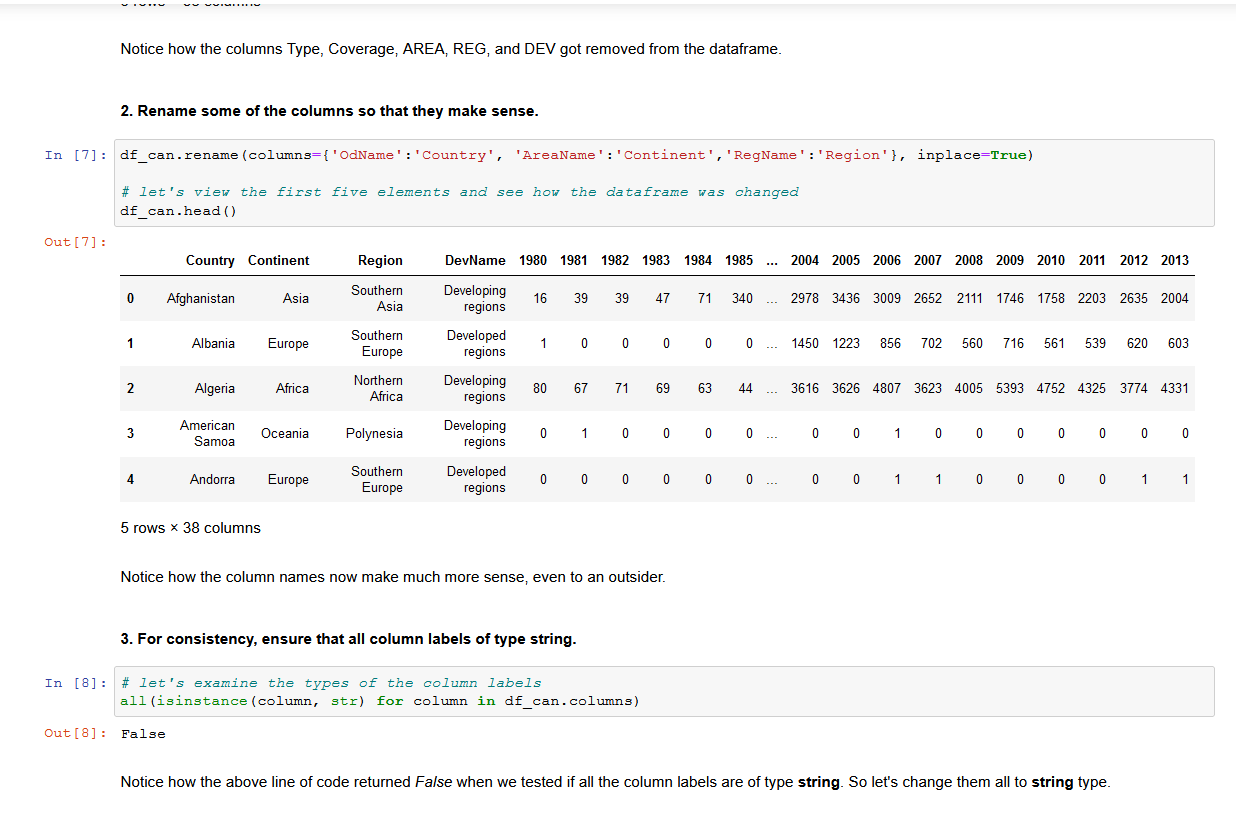 Notice how the columns Type, Coverage, AREA, REG, and DEV got removed from the dataframe.
2. Rename some of the columns so that they make sense.
In [7]: df_can.rename(columns={'OdName':'Country', 'AreaName':'Continent','RegName':'Region'}, inplace=True)
# let's view the first five elements and see how the dataframe was changed
df_can.head()
Out[7]:
Country Continent Region DevName 1980 1981 1982 1983 1984 1985 ... 2004 2005 2006 2007 2008 2009 2010 2011 2012 2013
0 Afghanistan Asia Southern Asia Developing regions 16 39 39 47 71 340 ... 2978 3436 3009 2652 2111 1746 1758 2203 2635 2004
1 Albania Europe Southern Europe Developed regions 1 0 0 0 0 0 ... 1450 1223 856 702 560 716 561 539 620 603
2 Algeria Africa Northern Africa Developing regions 80 67 71 69 63 44 ... 3616 3626 4807 3623 4005 5393 4752 4325 3774 4331
3 American Samoa Oceania Polynesia Developing regions 0 1 0 0 0 0 ... 0 0 1 0 0 0 0 0 0 0
4 Andorra Europe Southern Europe Developed regions 0 0 0 0 0 0 ... 0 0 1 1 0 0 0 0 1 1
5 rows × 38 columns
Notice how the column names now make much more sense, even to an outsider.
3. For consistency, ensure that all column labels of type string.
In [8]: # let's examine the types of the column labels
all(isinstance(column, str) for column in df_can.columns)
Out[8]: False
Notice how the above line of code returned False when we tested if all the column labels are of type string. So let's change them all to string type.